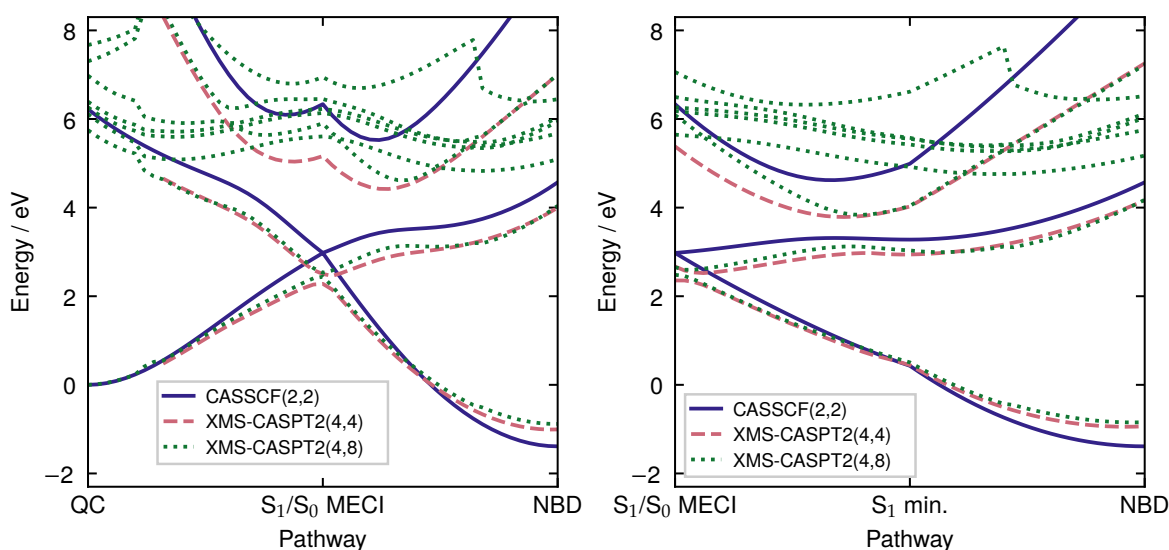 8
6
4
2
0
−2
Energy / eV
CASSCF(2,2)
XMS-CASPT2(4,4)
XMS-CASPT2(4,8)
QC
S₁/S₀ MECI
NBD
Pathway
8
6
4
2
0
−2
Energy / eV
CASSCF(2,2)
XMS-CASPT2(4,4)
XMS-CASPT2(4,8)
S₁/S₀ MECI
S₁ min.
NBD
Pathway